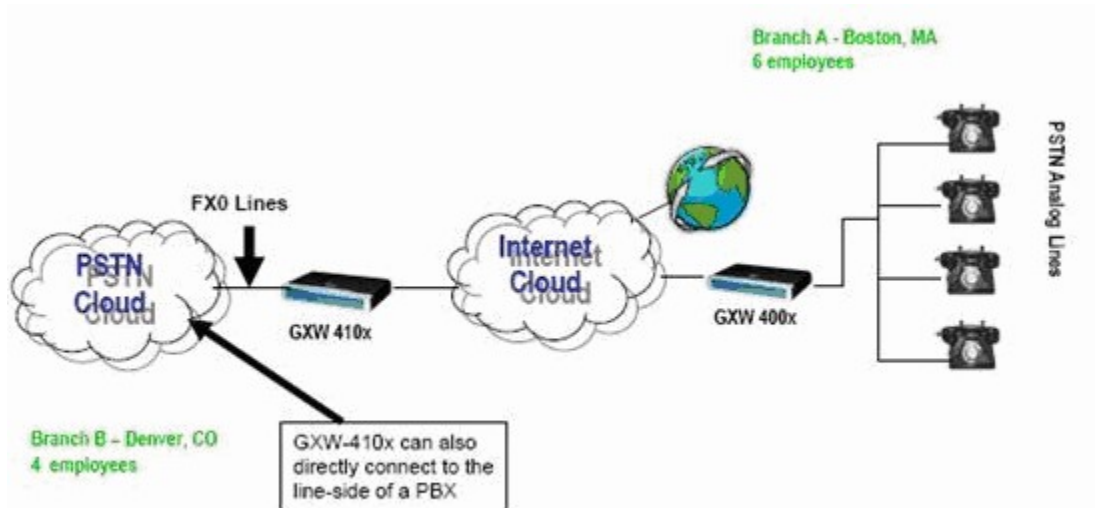 Branch A - Boston, MA
6 employees
PSTN Analog Lines
FX0 Lines
PSTN
Cloud
GXW 410x
Internet
Cloud
GXW 400x
Branch B – Denver, CO
4 employees
GXW-410x can also
directly connect to the
line-side of a PBX